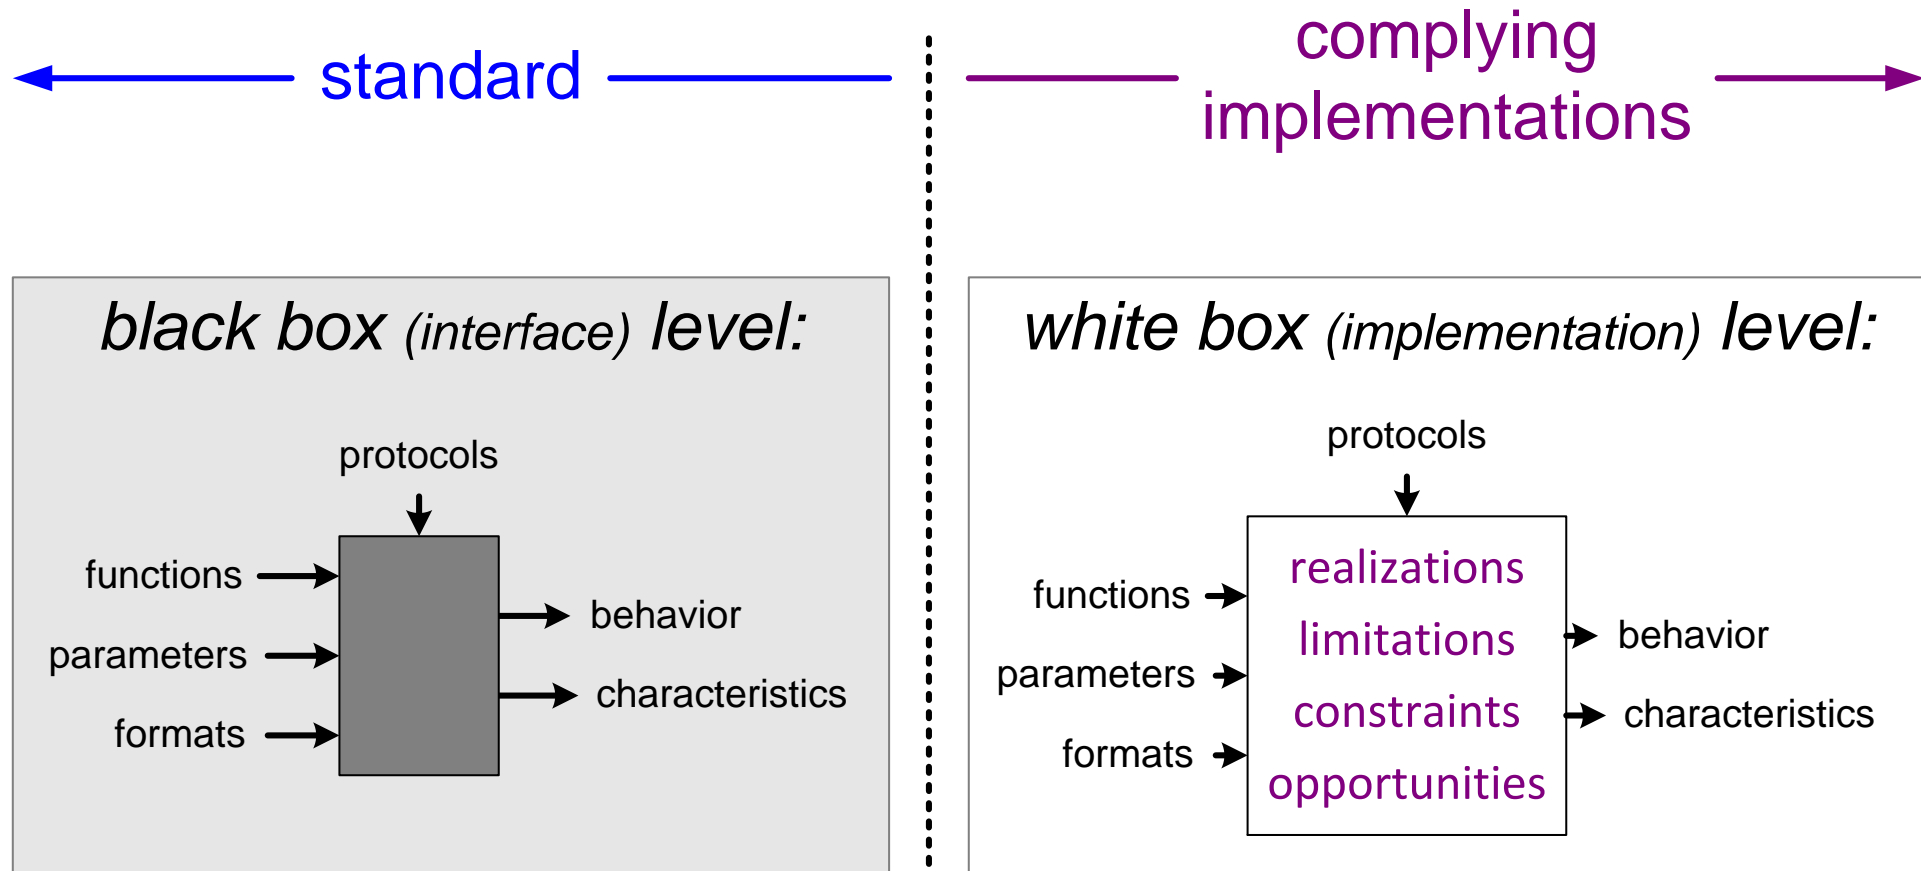 standard
complying
implementations
black box (interface) level:
protocols
functions
parameters
formats
behavior
characteristics
white box (implementation) level:
protocols
functions
parameters
formats
realizations
limitations
constraints
opportunities
behavior
characteristics